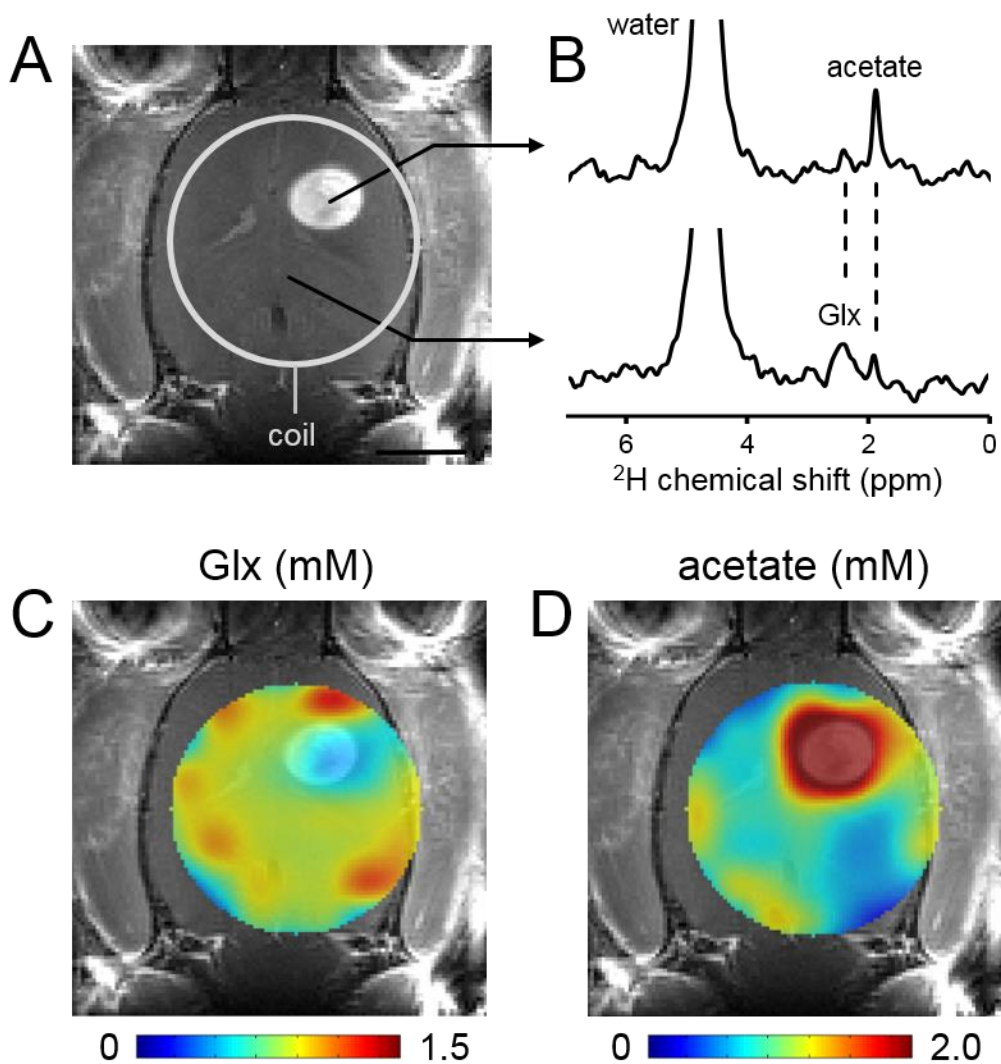 A
B
water
acetate
Glx
coil
6 4 2 0
²H chemical shift (ppm)
Glx (mM)
acetate (mM)
C
D
0 1.5
0 2.0